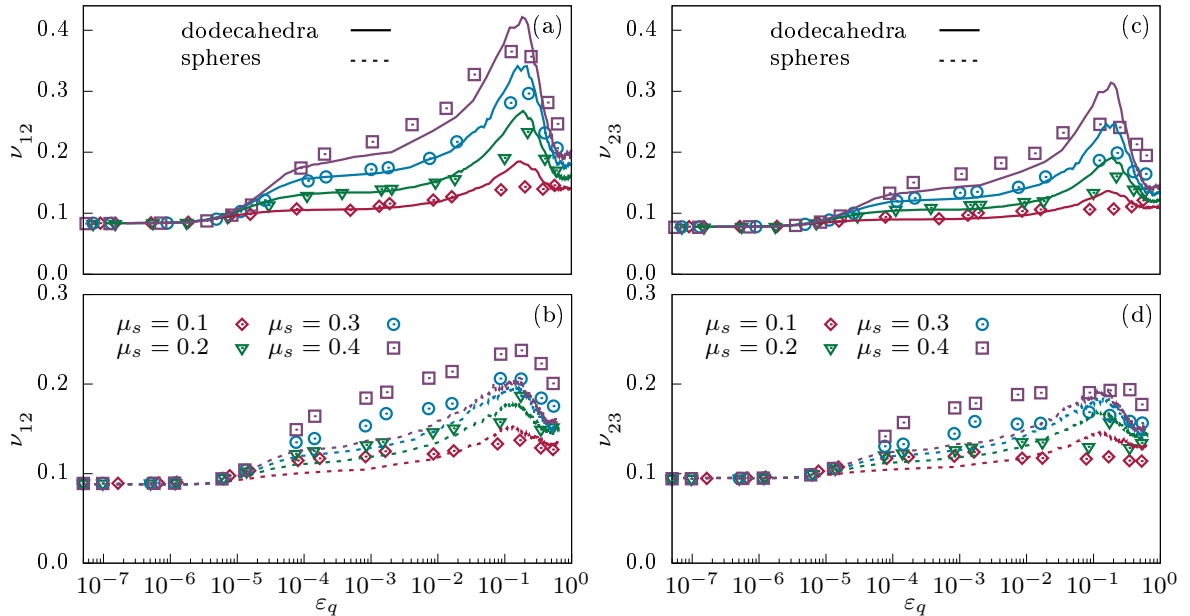 0.4
0.3
0.2
0.1
0.0
ν₁₂
dodecahedra
spheres
(a)
0.4
0.3
0.2
0.1
0.0
ν₂₃
dodecahedra
spheres
(c)
0.3
0.2
0.1
0.0
ν₁₂
μₛ = 0.1
μₛ = 0.3
μₛ = 0.2
μₛ = 0.4
(b)
10⁻⁷
10⁻⁶
10⁻⁵
10⁻⁴
10⁻³
10⁻²
10⁻¹
10⁰
ε_q
0.3
0.2
0.1
0.0
ν₂₃
μₛ = 0.1
μₛ = 0.3
μₛ = 0.2
μₛ = 0.4
(d)
10⁻⁷
10⁻⁶
10⁻⁵
10⁻⁴
10⁻³
10⁻²
10⁻¹
10⁰
ε_q